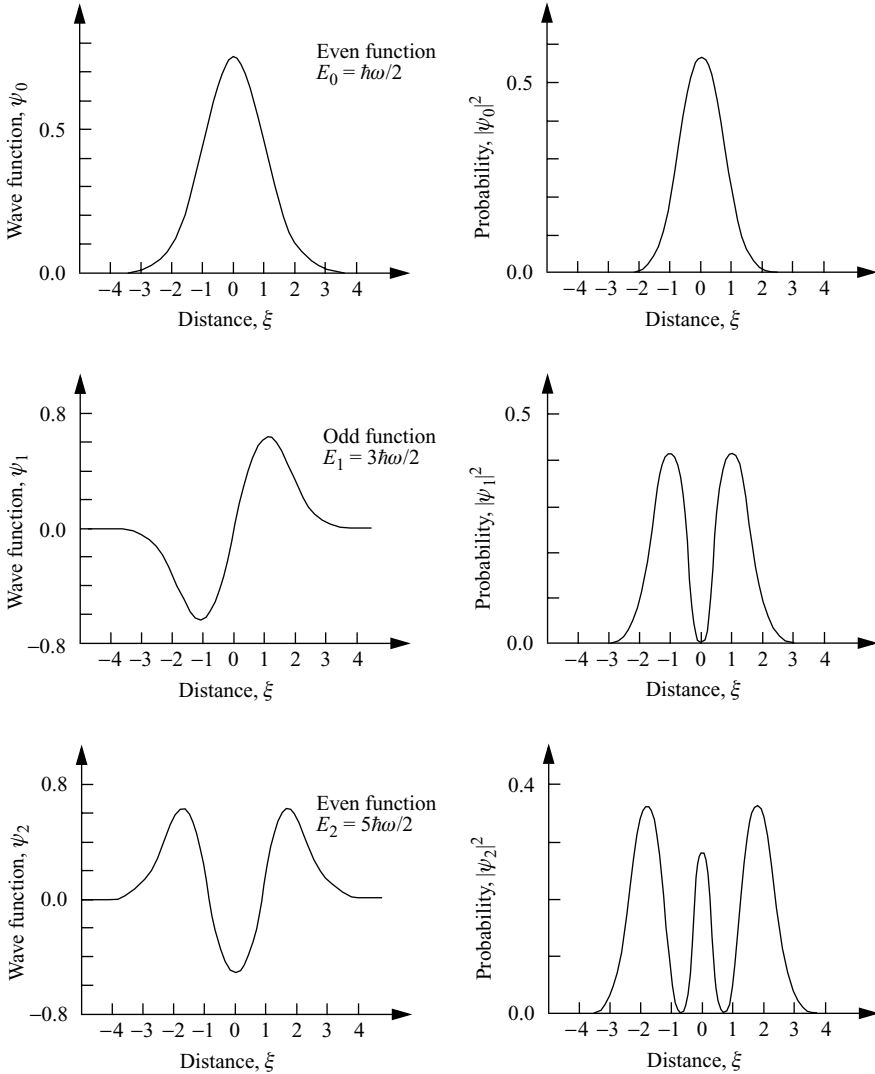 Wave function, ψ0
0.5
0.0
Even function
E0 = ℏω/2
−4 −3 −2 −1 0 1 2 3 4
Distance, ξ
Probability, |ψ0|²
0.5
0.0
−4 −3 −2 −1 0 1 2 3 4
Distance, ξ
Wave function, ψ1
0.8
0.0
−0.8
Odd function
E1 = 3ℏω/2
−4 −3 −2 −1 0 1 2 3 4
Distance, ξ
Probability, |ψ1|²
0.5
0.0
−4 −3 −2 −1 0 1 2 3 4
Distance, ξ
Wave function, ψ2
0.8
0.0
−0.8
Even function
E2 = 5ℏω/2
−4 −3 −2 −1 0 1 2 3 4
Distance, ξ
Probability, |ψ2|²
0.4
0.0
−4 −3 −2 −1 0 1 2 3 4
Distance, ξ